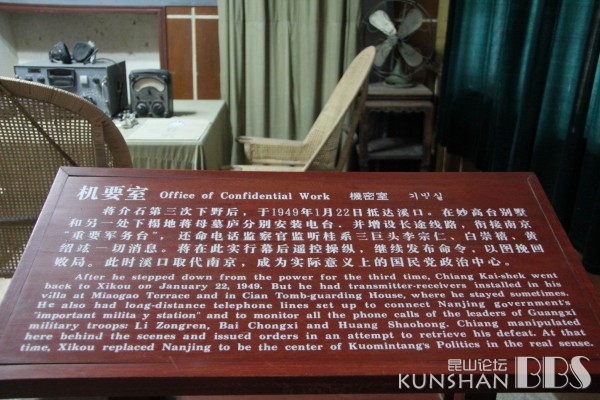 机要室 Office of Confidential Work 機密室 기밀실
蒋介石第三次下野后，于1949年1月22日抵达溪口。在妙高台别墅
和另一处下榻地蒋母墓庐分别安装电台，并增设长途线路，衔接南京
"重要军务台"，还命电话监察官监听桂系三巨头李宗仁、白崇禧、黄
绍竑一切消息。蒋在此实行幕后遥控操纵，继续发布命令，以图挽回
败局。此时溪口取代南京，成为实际意义上的国民党政治中心。
After he stepped down from the power for the third time, Chiang Kai-shek went
back to Xikou on January 22, 1949. But he had transmitter-receivers installed in his
villa at Miaogao Terrace and in Cian Tomb-guarding House, where he stayed sometimes.
He also had long-distance telephone lines set up to connect Nanjing Government's
"important milita y station" and to monitor all the phone calls of the leaders of Guangxi
military troops: Li Zongren, Bai Chongxi and Huang Shaohong. Chiang manipulated
here behind the scenes and issued orders in an attempt to retrieve his defeat. At that
time, Xikou replaced Nanjing to be the center of Kuomintang's Politics in the real sense.
昆山论坛
KUNSHAN BBS